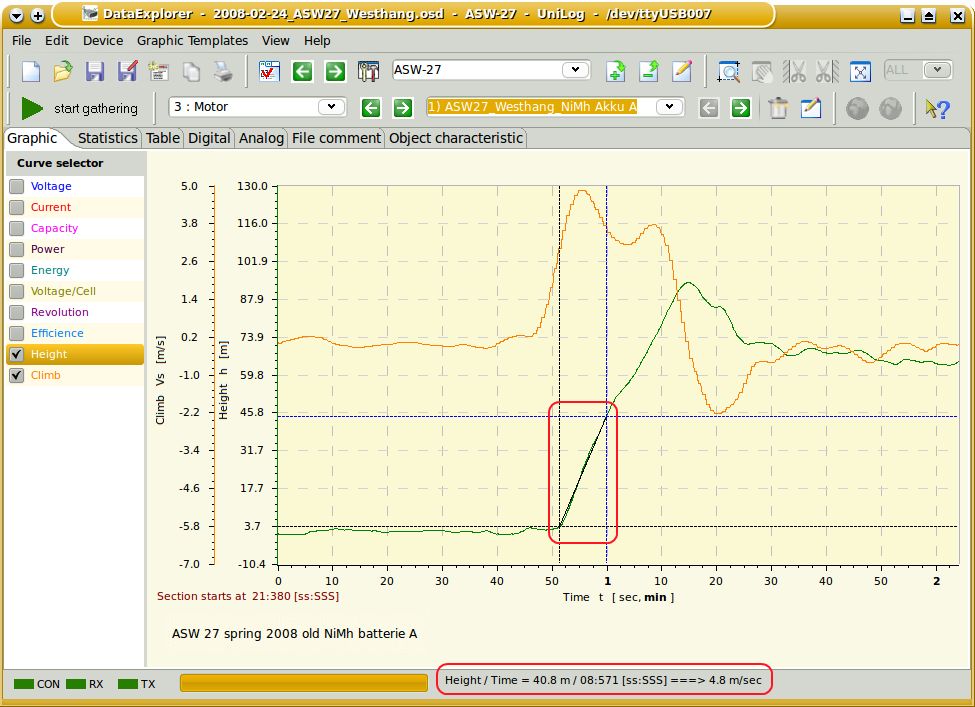 DataExplorer - 2008-02-24_ASW27_Westhang.osd - ASW-27 - UniLog - /dev/ttyUSB007
File Edit Device Graphic Templates View Help
ASW-27 ALL
start gathering 3 : Motor 1) ASW27_Westhang_NiMh Akku A
Graphic Statistics Table Digital Analog File comment Object characteristic
Curve selector
Voltage
Current
Capacity
Power
Energy
Voltage/Cell
Revolution
Efficience
Height
Climb
Climb Vs [m/s]
5.0
3.8
2.6
1.4
0.2
-1.0
-2.2
-3.4
-4.6
-5.8
-7.0
Height h [m]
130.0
116.0
101.9
87.9
73.9
59.8
45.8
31.7
17.7
3.7
-10.4
0 10 20 30 40 50 1 10 20 30 40 50 2
Section starts at 21:380 [ss:SSS]
Time t [ sec, min ]
ASW 27 spring 2008 old NiMh batterie A
CON RX TX
Height / Time = 40.8 m / 08:571 [ss:SSS] ===> 4.8 m/sec